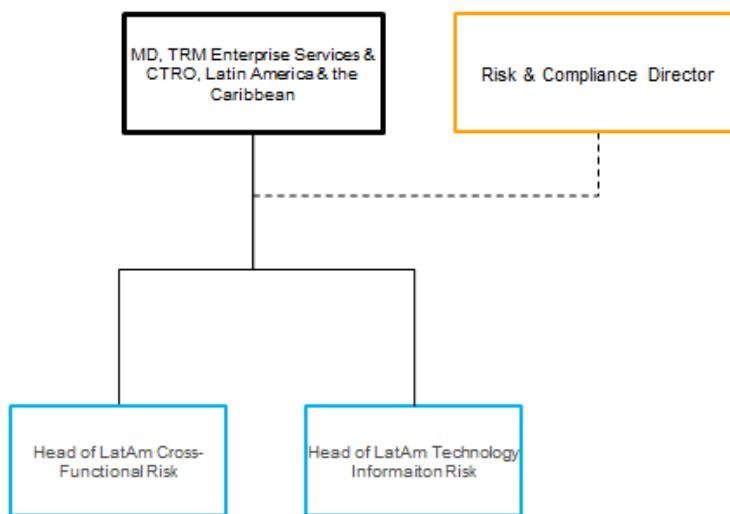 MD, TRM Enterprise Services &
CTRO, Latin America & the
Caribbean
Risk & Compliance Director
Head of LatAm Cross-
Functional Risk
Head of LatAm Technology
Informaiton Risk